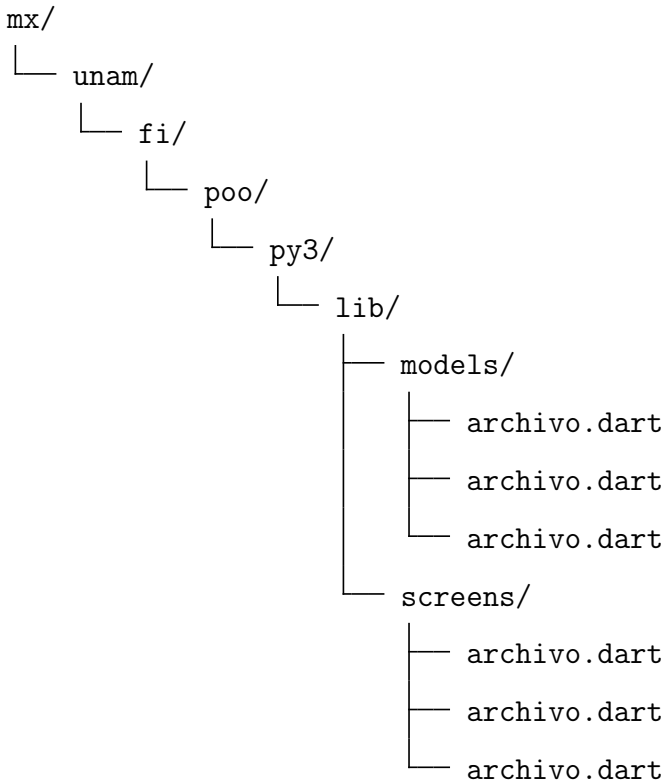 mx/
unam/
fi/
poo/
py3/
lib/
models/
archivo.dart
archivo.dart
archivo.dart
screens/
archivo.dart
archivo.dart
archivo.dart